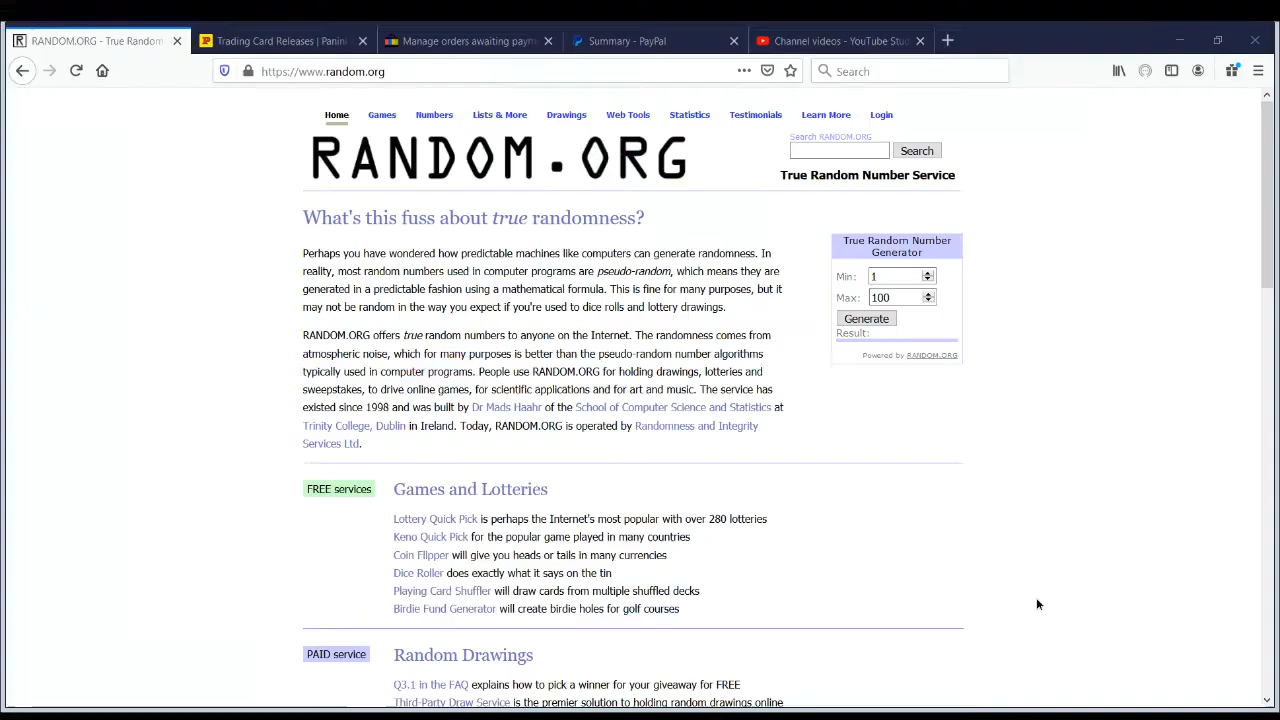 RANDOM.ORG - True Random
Trading Card Releases | Panini
Manage orders awaiting paym
Summary - PayPal
Channel videos - YouTube Stu
https://www.random.org
Search
Home Games Numbers Lists & More Drawings Web Tools Statistics Testimonials Learn More Login
RANDOM.ORG
Search RANDOM.ORG
Search
True Random Number Service
What's this fuss about true randomness?
Perhaps you have wondered how predictable machines like computers can generate randomness. In
reality, most random numbers used in computer programs are pseudo-random, which means they are
generated in a predictable fashion using a mathematical formula. This is fine for many purposes, but it
may not be random in the way you expect if you're used to dice rolls and lottery drawings.
RANDOM.ORG offers true random numbers to anyone on the Internet. The randomness comes from
atmospheric noise, which for many purposes is better than the pseudo-random number algorithms
typically used in computer programs. People use RANDOM.ORG for holding drawings, lotteries and
sweepstakes, to drive online games, for scientific applications and for art and music. The service has
existed since 1998 and was built by Dr Mads Haahr of the School of Computer Science and Statistics at
Trinity College, Dublin in Ireland. Today, RANDOM.ORG is operated by Randomness and Integrity
Services Ltd.
True Random Number
Generator
Min: 1
Max: 100
Generate
Result:
Powered by RANDOM.ORG
FREE services
Games and Lotteries
Lottery Quick Pick is perhaps the Internet's most popular with over 280 lotteries
Keno Quick Pick for the popular game played in many countries
Coin Flipper will give you heads or tails in many currencies
Dice Roller does exactly what it says on the tin
Playing Card Shuffler will draw cards from multiple shuffled decks
Birdie Fund Generator will create birdie holes for golf courses
PAID service
Random Drawings
Q3.1 in the FAQ explains how to pick a winner for your giveaway for FREE
Third-Party Draw Service is the premier solution to holding random drawings online